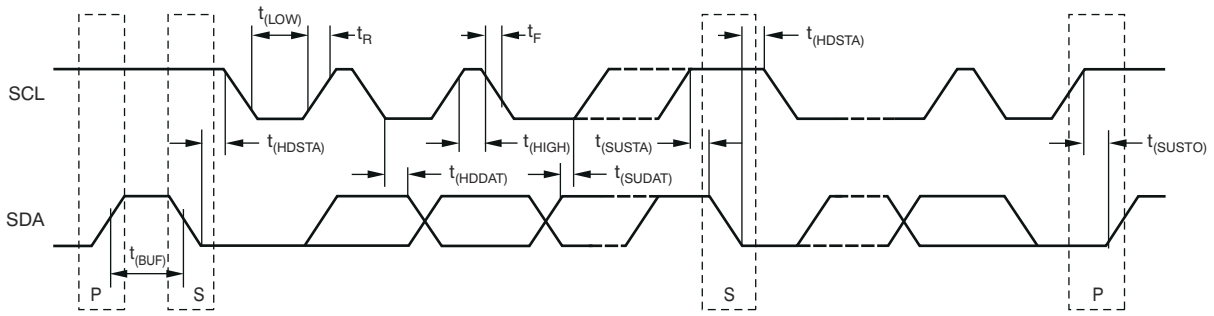 t(LOW)
tR
tF
t(HDSTA)
SCL
t(HDSTA)
t(HIGH)
t(SUSTA)
t(SUSTO)
t(HDDAT)
t(SUDAT)
SDA
t(BUF)
P
S
S
P